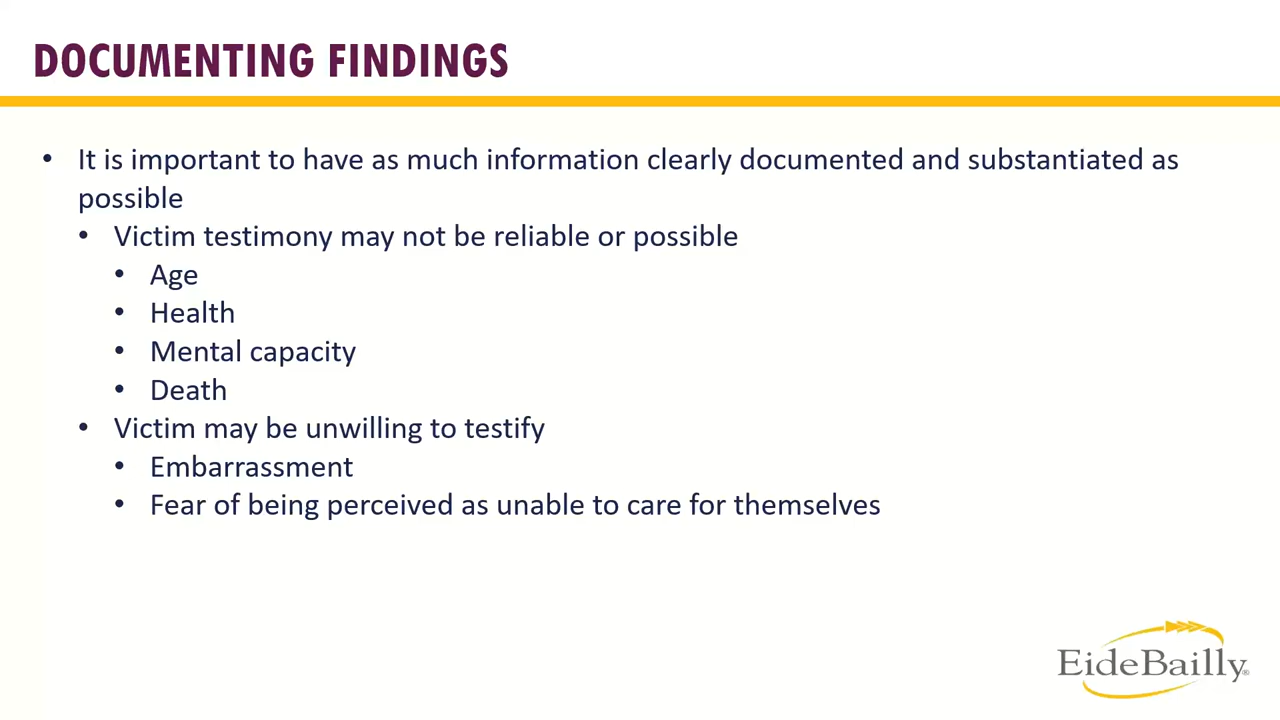 DOCUMENTING FINDINGS
• It is important to have as much information clearly documented and substantiated as
possible
• Victim testimony may not be reliable or possible
• Age
• Health
• Mental capacity
• Death
• Victim may be unwilling to testify
• Embarrassment
• Fear of being perceived as unable to care for themselves
EideBailly®